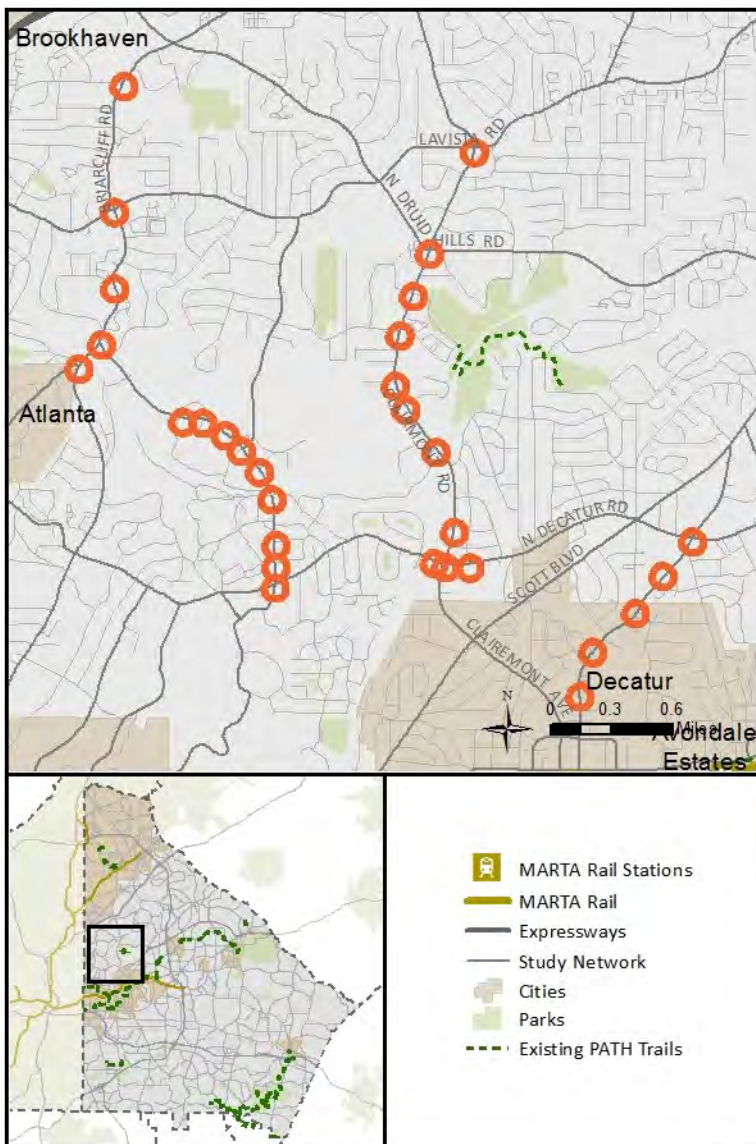 Brookhaven
BRIARCLIFF RD
LAVISTA RD
N DRUID
HILLS RD
Atlanta
RD
N DECATUR RD
SCOTT BLVD
CLAIREMONT AVE
Decatur
N
0 0.3 0.6
Miles
Avondale
Estates
MARTA Rail Stations
MARTA Rail
Expressways
Study Network
Cities
Parks
Existing PATH Trails